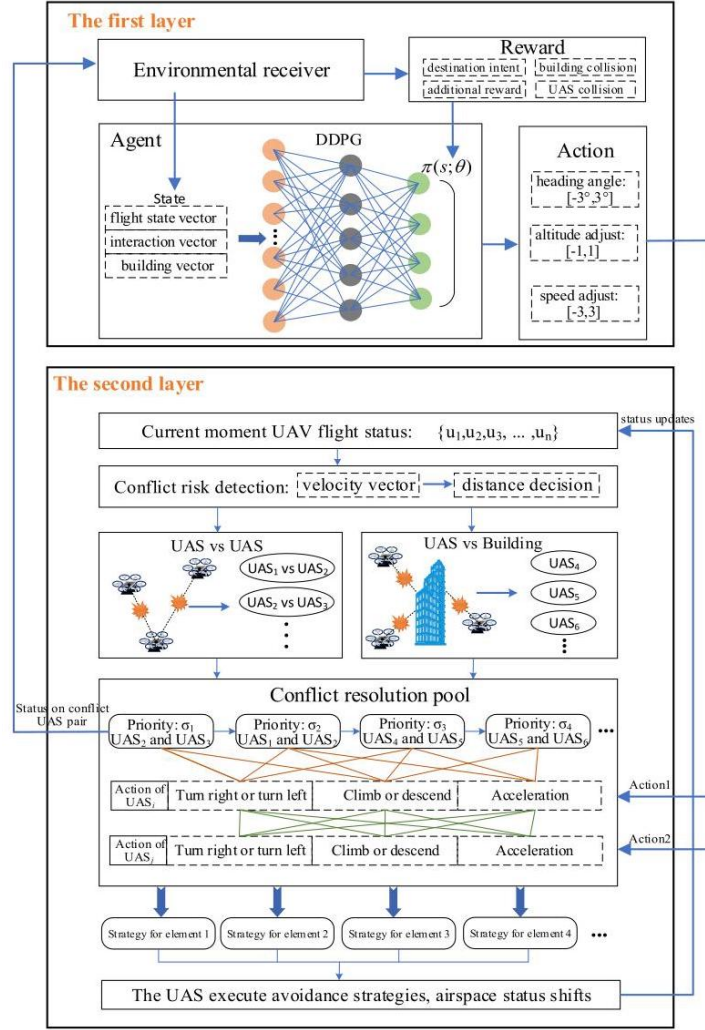 The first layer
Environmental receiver
Reward
destination intent
building collision
additional reward
UAS collision
Agent
DDPG
π(s;θ)
State
flight state vector
interaction vector
building vector
Action
heading angle:
[-3°,3°]
altitude adjust:
[-1,1]
speed adjust:
[-3,3]
The second layer
status updates
Current moment UAV flight status: {u₁,u₂,u₃, ... ,uₙ}
Conflict risk detection: velocity vector distance decision
UAS vs UAS
UAS₁ vs UAS₂
UAS₂ vs UAS₃
UAS vs Building
UAS₄
UAS₅
UAS₆
Conflict resolution pool
Status on conflict
UAS pair
Priority: σ₁
UAS₂ and UAS₃
Priority: σ₂
UAS₁ and UAS₂
Priority: σ₃
UAS₄ and UAS₅
Priority: σ₄
UAS₅ and UAS₆
...
Action of
UASᵢ
Turn right or turn left
Climb or descend
Acceleration
Action1
Action of
UASⱼ
Turn right or turn left
Climb or descend
Acceleration
Action2
Strategy for element 1
Strategy for element 2
Strategy for element 3
Strategy for element 4
...
The UAS execute avoidance strategies, airspace status shifts